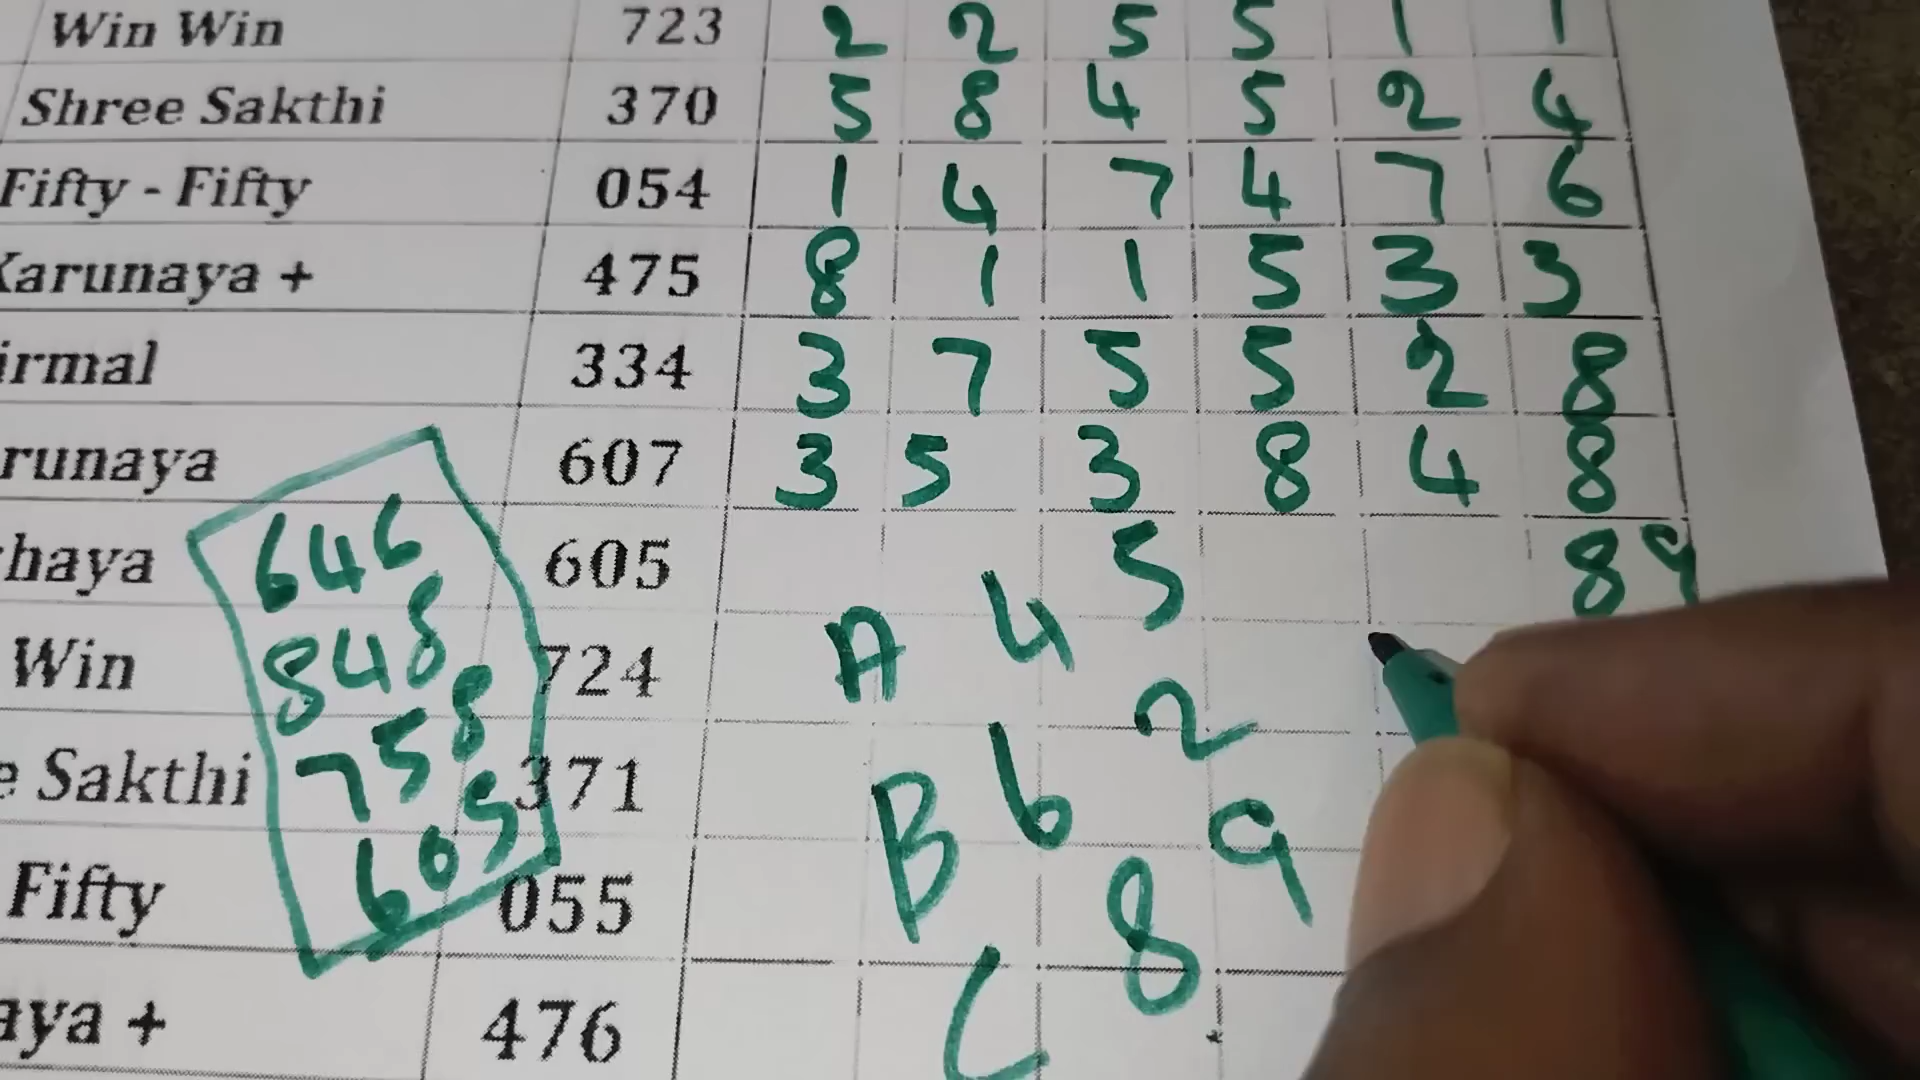 Win Win 723 2 2 5 5 1 1
Shree Sakthi 370 5 8 4 5 2 4
Fifty - Fifty 054 1 4 7 4 7 6
Karunaya + 475 8 1 1 5 3 3
irmal 334 3 7 5 5 2 8
runaya 607 3 5 3 8 4 8
haya 605 8 9
Win 724
e Sakthi 371
Fifty 055
aya + 476
646
848
758
605
A 4 5
B 6 2
C 8 9